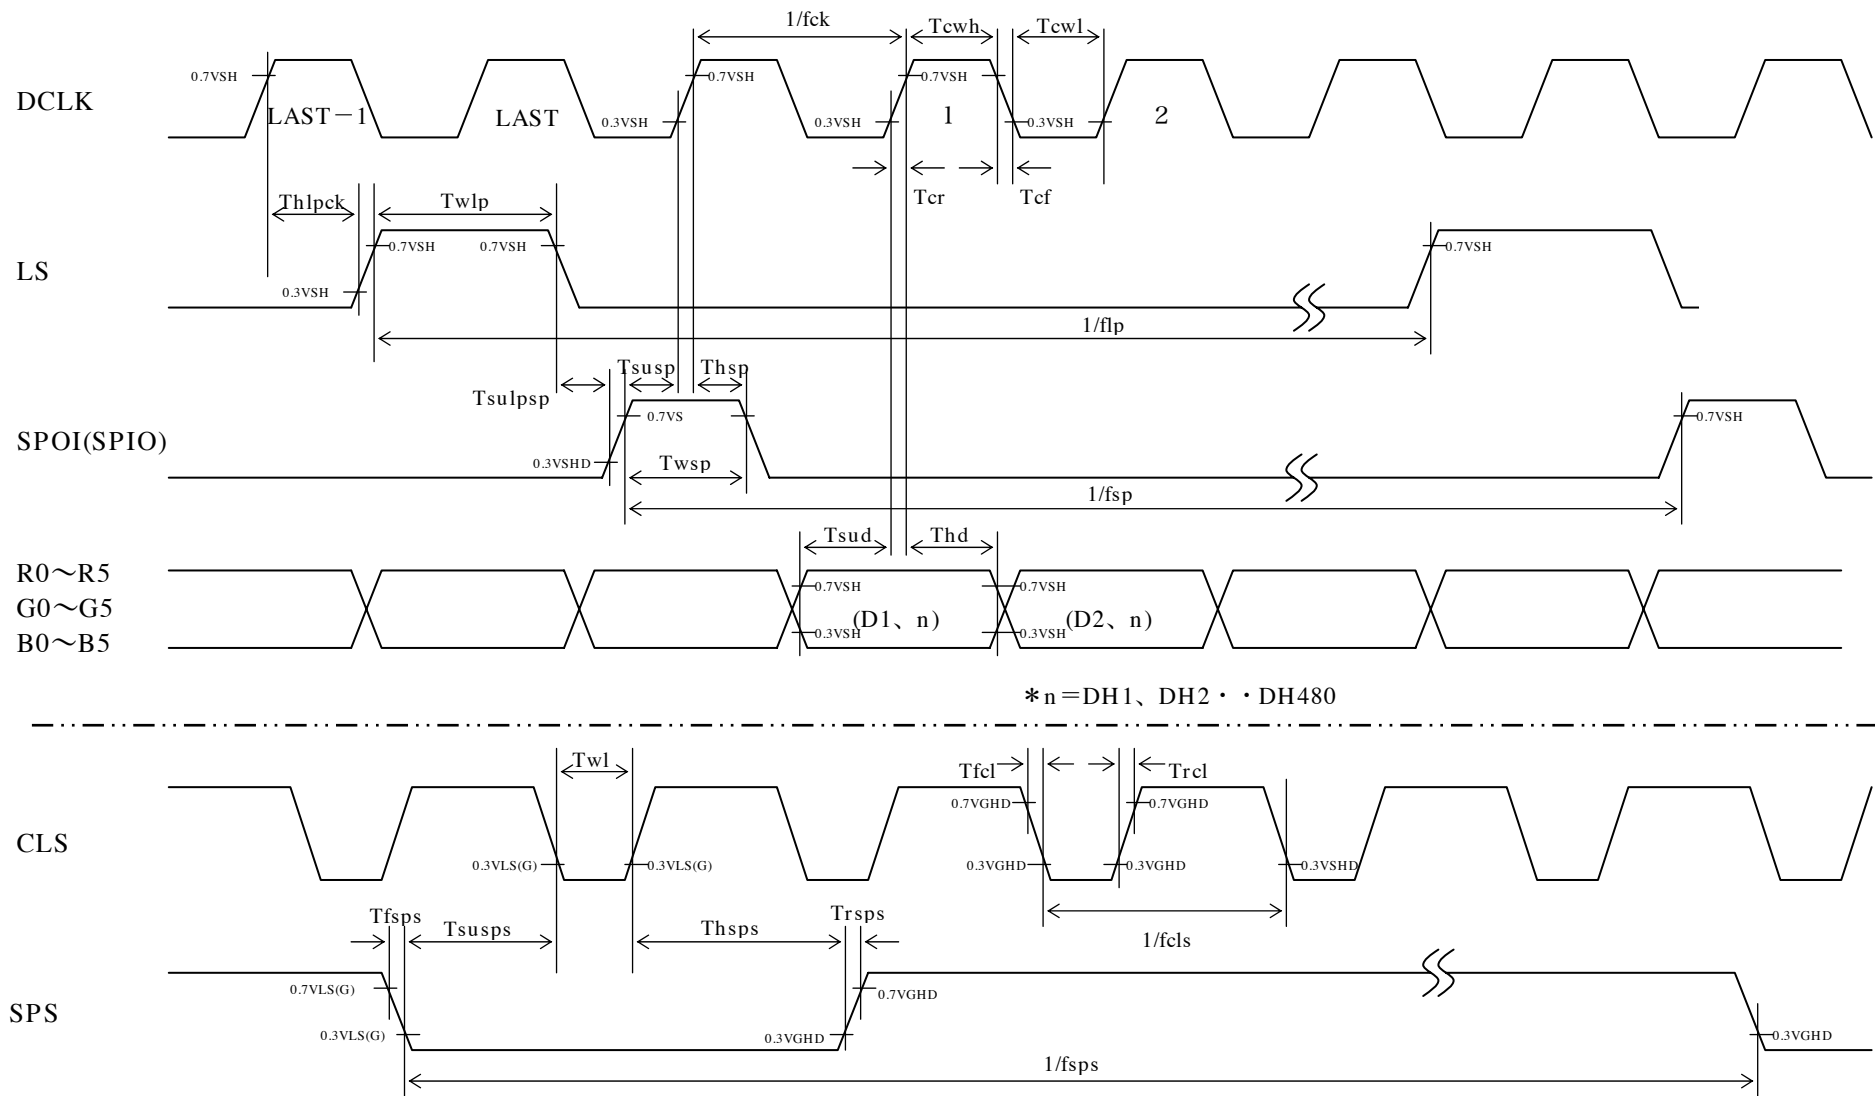 1/fck
Tcwh
Tcwl
0.7VSH
0.7VSH
0.7VSH
DCLK
LAST－1
LAST
0.3VSH
0.3VSH
1
0.3VSH
2
Tcr
Tcf
Thlpck
Twlp
0.7VSH
0.7VSH
0.7VSH
LS
0.3VSH
1/flp
Tsusp
Thsp
Tsulpsp
0.7VS
0.7VSH
SPOI(SPIO)
0.3VSHD
Twsp
1/fsp
Tsud
Thd
R0～R5
0.7VSH
0.7VSH
G0～G5
(D1、n)
(D2、n)
0.3VSH
0.3VSH
B0～B5
＊n＝DH1、DH2・・DH480
Twl
Tfcl
Trcl
0.7VGHD
0.7VGHD
CLS
0.3VLS(G)
0.3VLS(G)
0.3VGHD
0.3VGHD
0.3VSHD
Tfsps
Tsusps
Thsps
Trsps
1/fcls
0.7VLS(G)
0.7VGHD
SPS
0.3VLS(G)
0.3VGHD
0.3VGHD
1/fsps